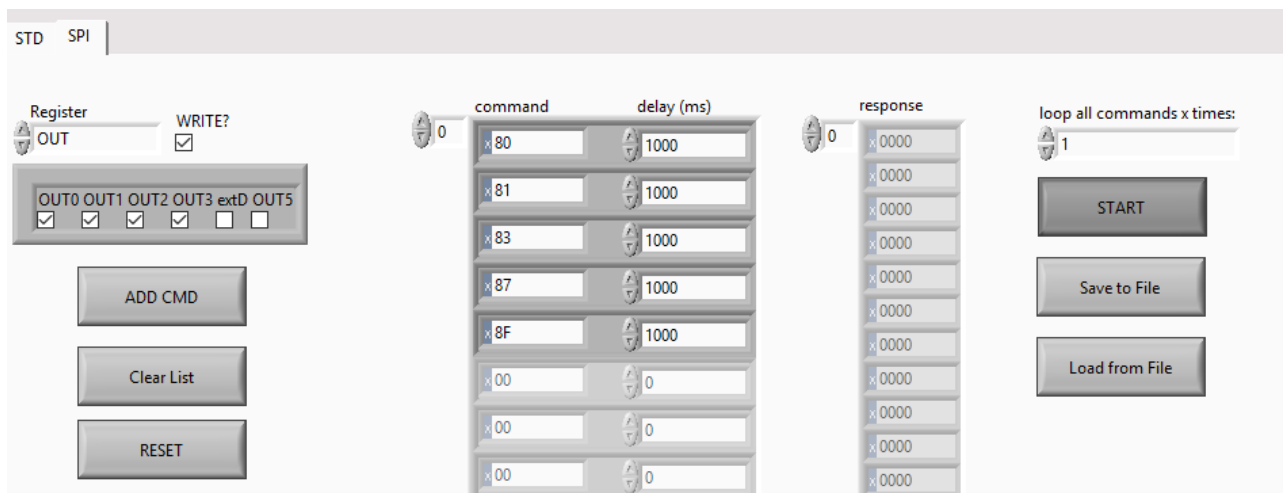 STD SPI
Register
WRITE?
OUT
OUT0 OUT1 OUT2 OUT3 extD OUT5
ADD CMD
Clear List
RESET
command delay (ms)
0
x 80 1000
x 81 1000
x 83 1000
x 87 1000
x 8F 1000
x 00 0
x 00 0
x 00 0
response
0
x 0000
x 0000
x 0000
x 0000
x 0000
x 0000
x 0000
x 0000
x 0000
x 0000
x 0000
loop all commands x times:
1
START
Save to File
Load from File